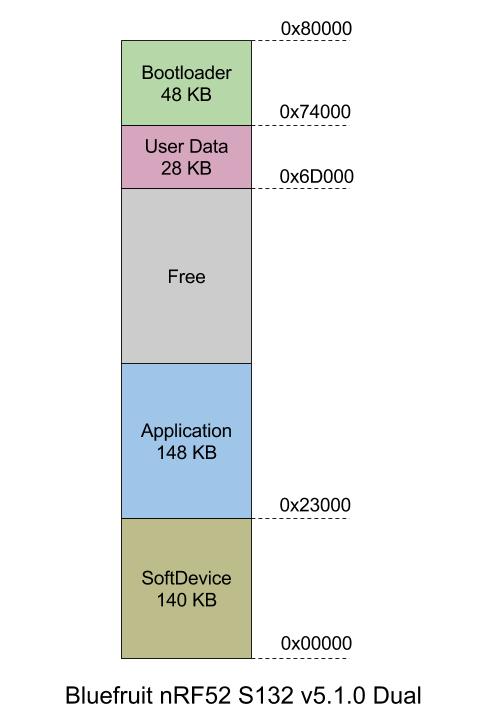 0x80000
Bootloader
48 KB
0x74000
User Data
28 KB
0x6D000
Free
Application
148 KB
0x23000
SoftDevice
140 KB
0x00000
Bluefruit nRF52 S132 v5.1.0 Dual